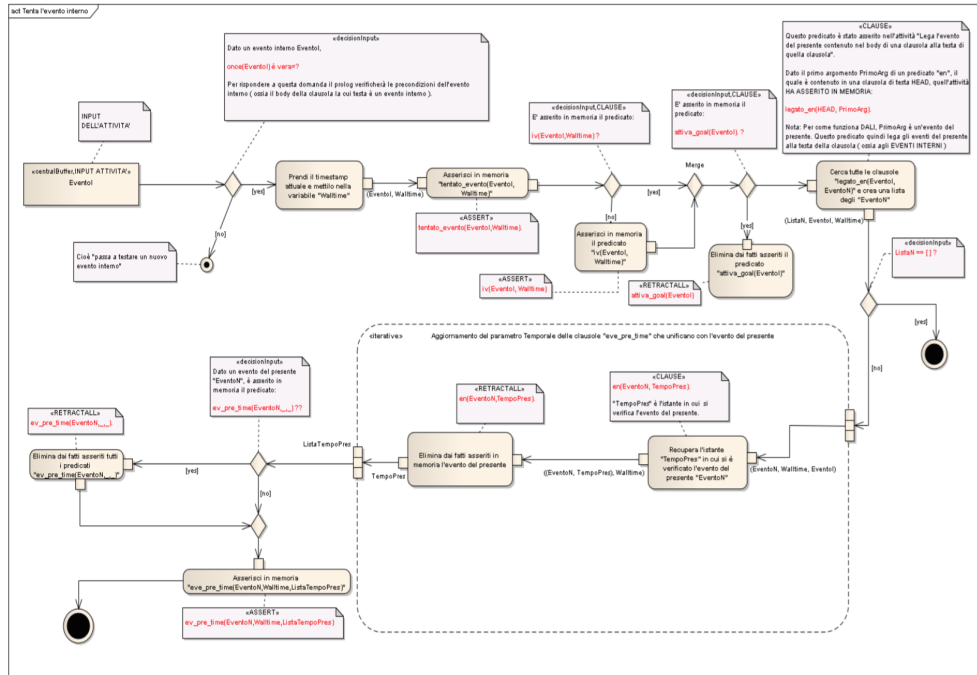 act Tenta l'evento interno
«decisionInput»
Dato un evento interno EventoI,
once(EventoI) è vera=?
Per rispondere a questa domanda il prolog verificherà le precondizioni dell'evento
interno ( ossia il body della clausola la cui testa è un evento interno ).
INPUT
DELL'ATTIVITA'
«centralBuffer,INPUT ATTIVITA'»
EventoI
[yes]
[no]
Cioè "passa a testare un nuovo
evento interno"
Prendi il timestamp
attuale e mettilo nella
variabile "Walltime"
(EventoI, Walltime)
Asserisci in memoria
"tentato_evento(EventoI,
Walltime)"
«ASSERT»
tentato_evento(EventoI,Walltime).
«decisionInput,CLAUSE»
E' asserito in memoria il
predicato:
iv(EventoI,Walltime) ?
[yes]
[no]
Asserisci in memoria
il predicato
"iv(EventoI,
Walltime)"
«ASSERT»
iv(EventoI, Walltime)
Merge
«decisionInput,CLAUSE»
E' asserito in memoria il
predicato:
attiva_goal(EventoI). ?
[yes]
Elimina dai fatti asseriti il
predicato
"attiva_goal(EventoI)"
«RETRACTALL»
attiva_goal(EventoI)
«CLAUSE»
Questo predicato è stato asserito nell'attività "Lega l'evento
del presente contenuto nel body di una clausola alla testa di
quella clausola".
Dato il primo argomento PrimoArg di un predicato "en", il
quale è contenuto in una clausola di testa HEAD, quell'attività
HA ASSERITO IN MEMORIA:
legato_en(HEAD, PrimoArg).
Nota: Per come funziona DALI, PrimoArg è un'evento del
presente. Questo predicato quindi lega gli eventi del presente
alla testa della clausola ( ossia agli EVENTI INTERNI )
Cerca tutte le clausole
"legato_en(EventoI,
EventoN)" e crea una lista
degli "EventoN"
(ListaN, EventoI, Walltime)
«decisionInput»
ListaN == [ ] ?
[yes]
[no]
«iterative»
Aggiornamento del parametro Temporale delle clausole "eve_pre_time" che unificano con l'evento del presente
«CLAUSE»
en(EventoN, TempoPres).
"TempoPres" è l'istante in cui si
verifica l'evento del presente.
Recupera l'istante
"TempoPres" in cui si è
verificato l'evento del
presente "EventoN"
(EventoN, Walltime, EventoI)
((EventoN, TempoPres), Walltime)
«RETRACTALL»
en(EventoN,TempoPres).
Elimina dai fatti asseriti in
memoria l'evento del presente
TempoPres
ListaTempoPres
«decisionInput»
Dato un evento del presente
"EventoN", è asserito in
memoria il predicato:
ev_pre_time(EventoN,_,_)??
[yes]
[no]
«RETRACTALL»
ev_pre_time(EventoN,_,_).
Elimina dai fatti asseriti tutti
i predicati
"ev_pre_time(EventoN,_,_)"
Asserisci in memoria
"eve_pre_time(EventoN,Walltime,ListaTempoPres)"
«ASSERT»
ev_pre_time(EventoN,Walltime,ListaTempoPres)